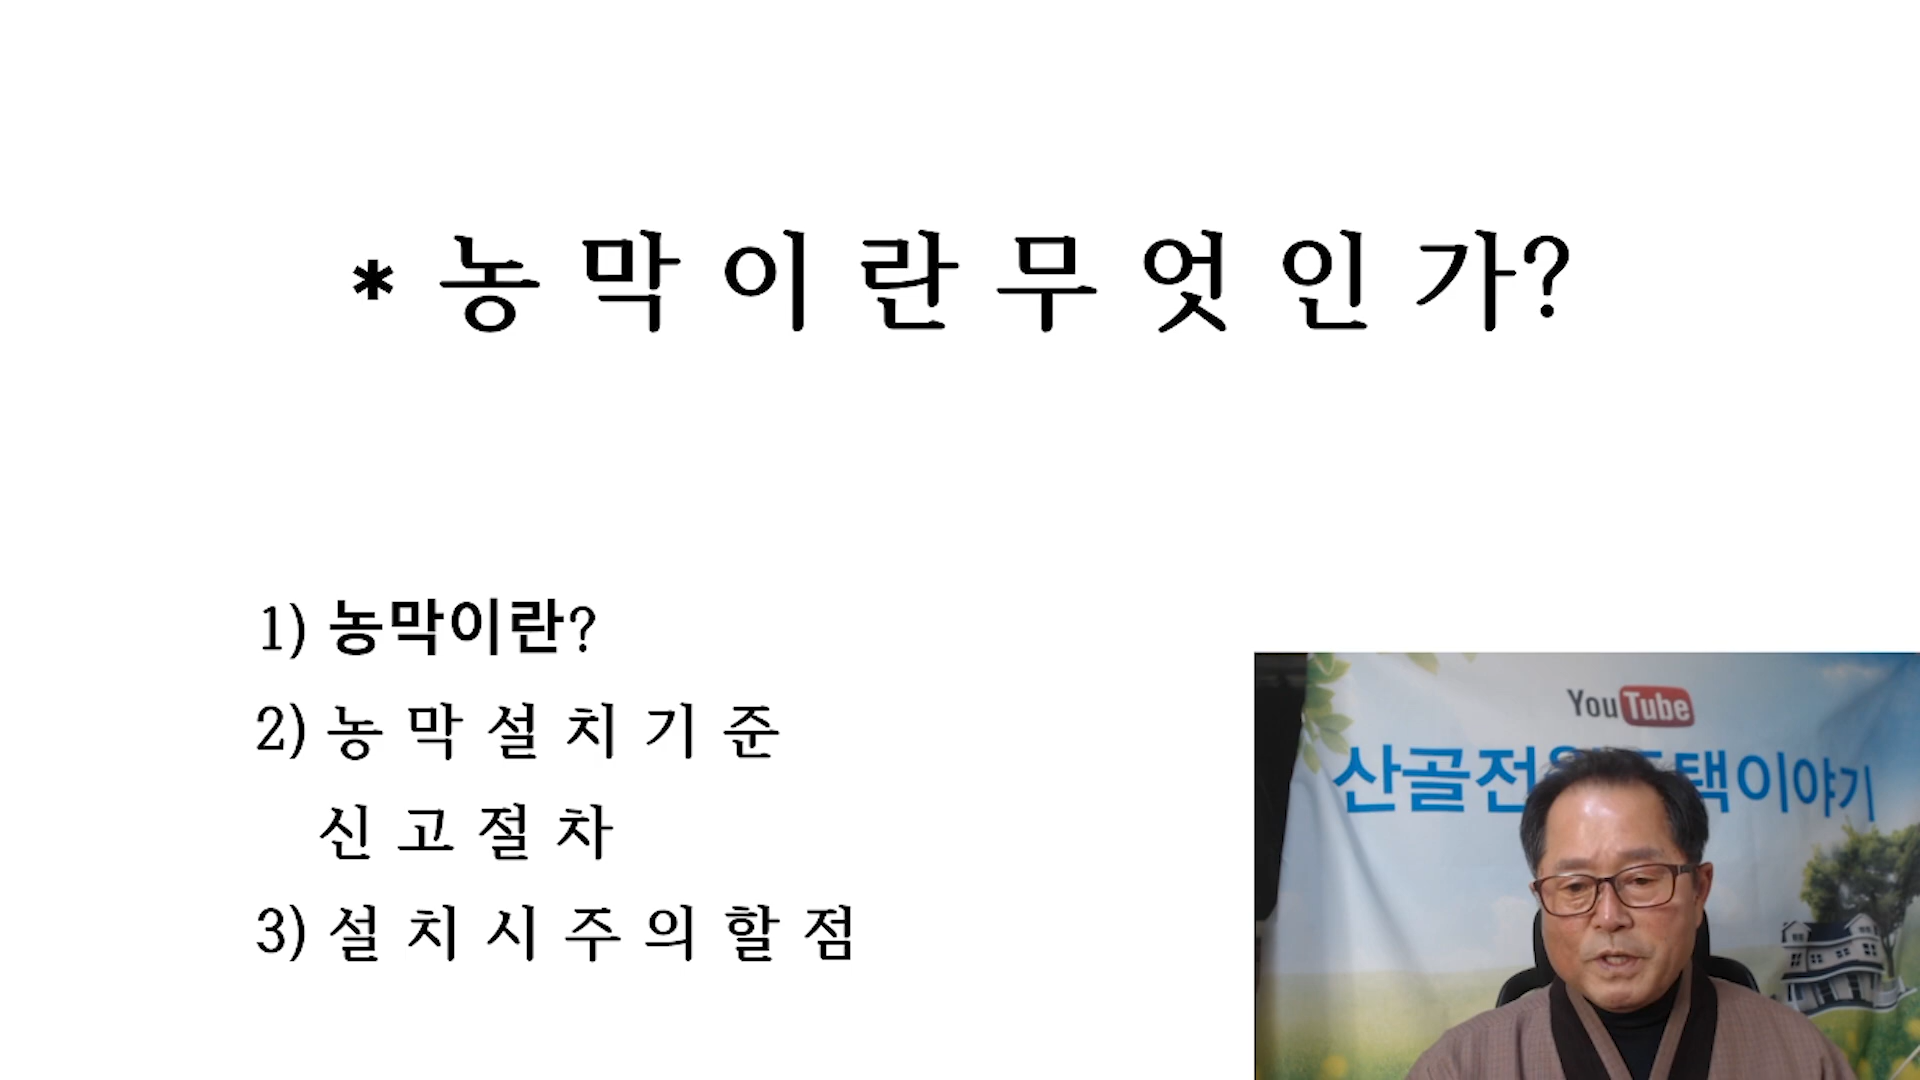 * 농 막 이 란 무 엇 인 가?
1) 농막이란?
2) 농 막 설 치 기 준
신 고 절 차
3) 설 치 시 주 의 할 점
YouTube
산골전원주택이야기